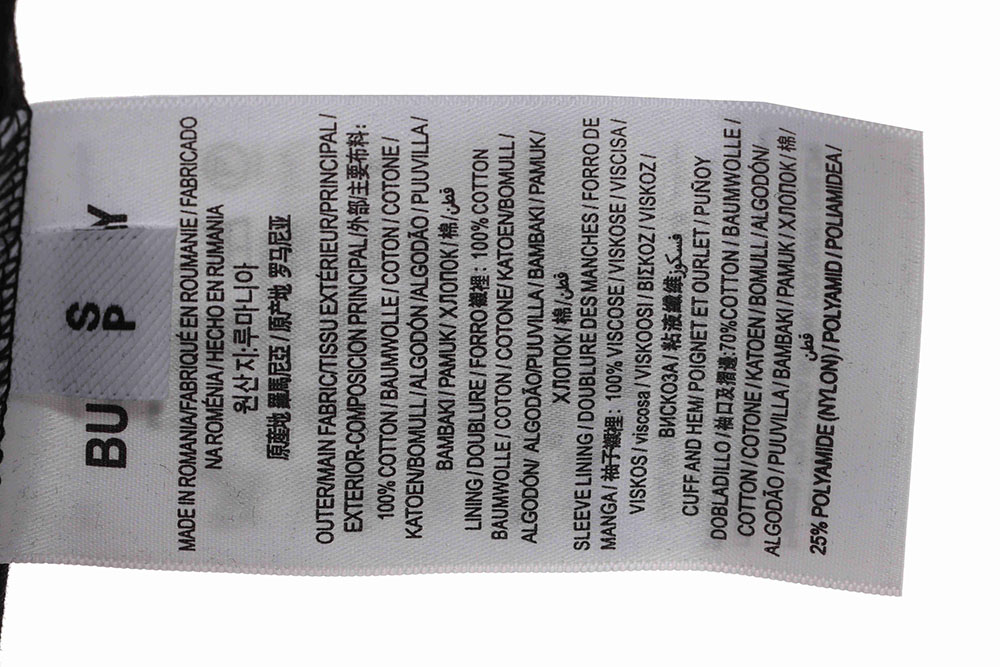 S
P
BU
Y
MADE IN ROMANIA/FABRIQUÉ EN ROUMANIE / FABRICADO
NA ROMÉNIA / HECHO EN RUMANIA
원산지:루마니아
原産地 羅馬尼亞 / 原产地 罗马尼亚
OUTER/MAIN FABRIC/TISSU EXTÉRIEUR/PRINCIPAL /
EXTERIOR-COMPOSICIÓN PRINCIPAL/外部/主要布料:
100% COTTON / BAUMWOLLE / COTON / COTONE /
KATOEN/BOMULL / ALGODÓN / ALGODÃO / PUUVILLA/
BAMBAKI / PAMUK / ХЛОПОК / 棉/ قطن
LINING / DOUBLURE / FORRO 襯裡: 100% COTTON
BAUMWOLLE / COTON / COTONE/KATOEN/BOMULL /
ALGODÓN/ ALGODÃO/PUUVILLA / BAMBAKI / PAMUK/
ХЛОПОК / 棉/ قطن
SLEEVE LINING / DOUBLURE DES MANCHES / FORRO DE
MANGA / 袖子襯裡: 100% VISCOSE / VISKOSE / VISCISA /
VISKOS / viscosa / VISKOOSI / ΒΙΣΚΟΖ / VISKOZ /
ВИСКОЗА / 粘液纖維 فسكوز
CUFF AND HEM/ POIGNET ET OURLET / PUÑOY
DOBLADILLO / 袖口及摺邊:70%COTTON / BAUMWOLLE /
COTTON / COTONE / KATOEN / BOMULL / ALGODÓN/
ALGODÃO / PUUVILLA / BAMBAKI / PAMUK / ХЛОПОК / 棉/
قطن
25% POLYAMIDE (NYLON) / POLYAMID / POLIAMIDEA /